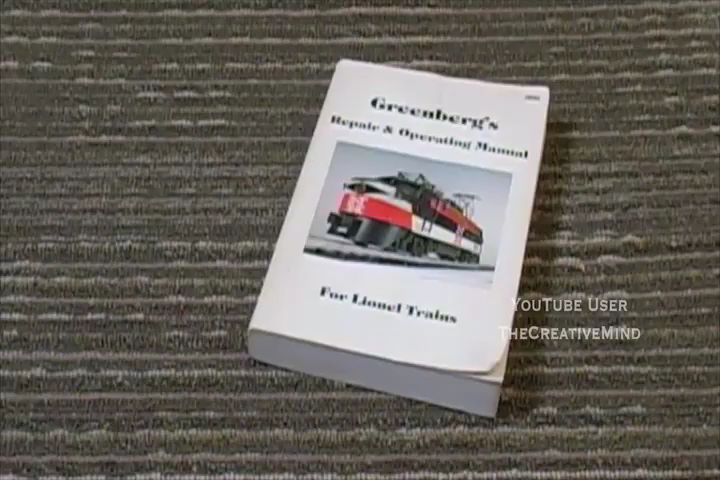 Greenberg's
Repair & Operating Manual
For Lionel Trains
YouTube User
TheCreativeMind